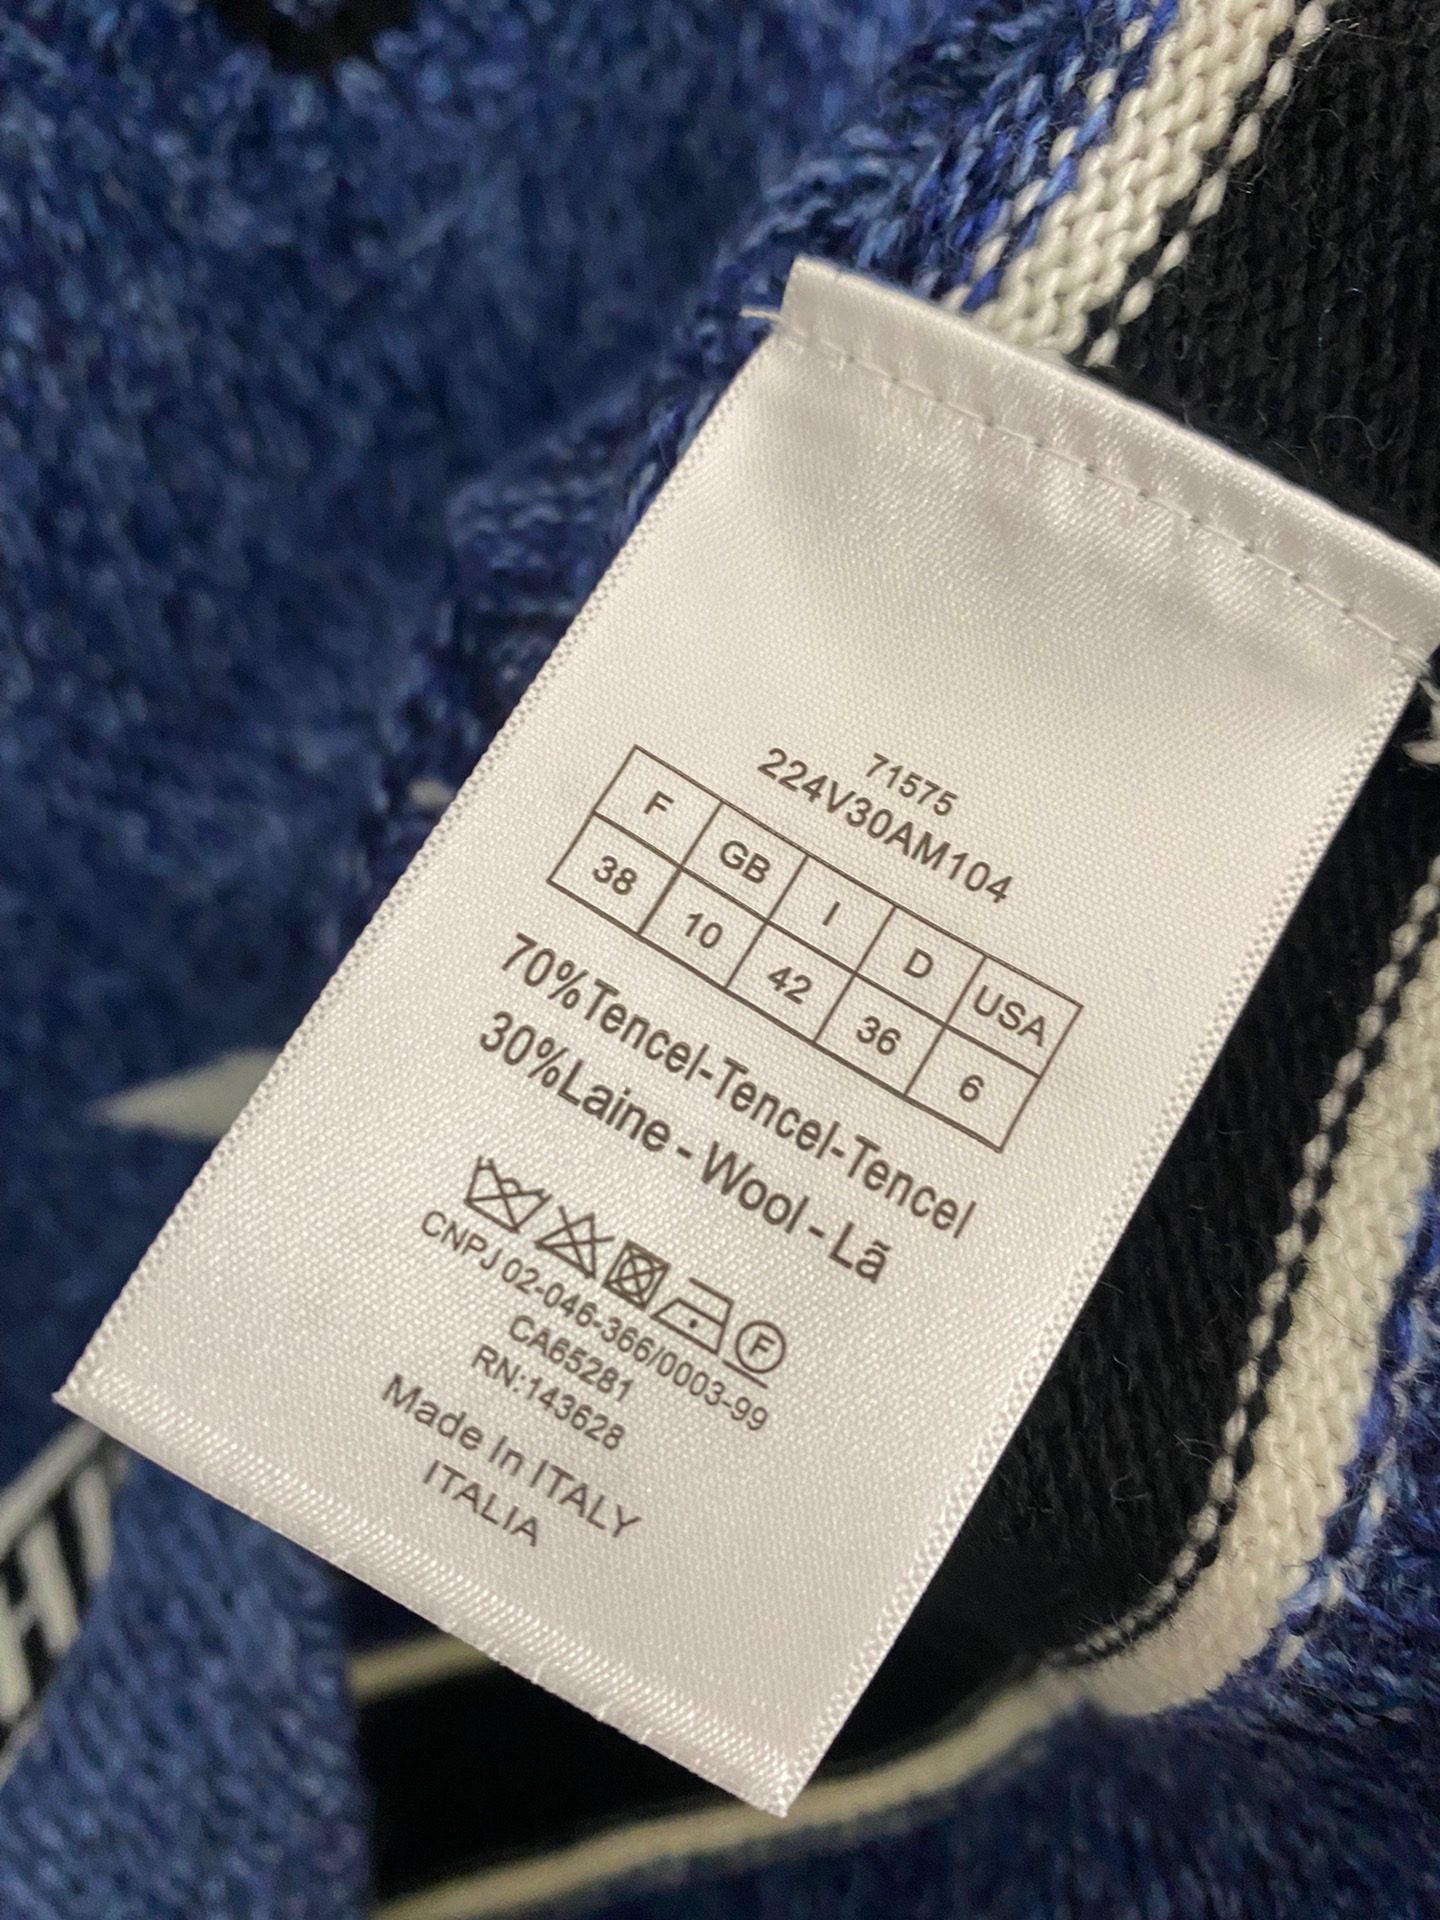 71575
224V30AM104
F GB I D USA
38 10 42 36 6
70%Tencel-Tencel-Tencel
30%Laine - Wool - Lã
F
CNPJ 02-046-366/0003-99
CA65281
RN:143628
Made In ITALY
ITALIA